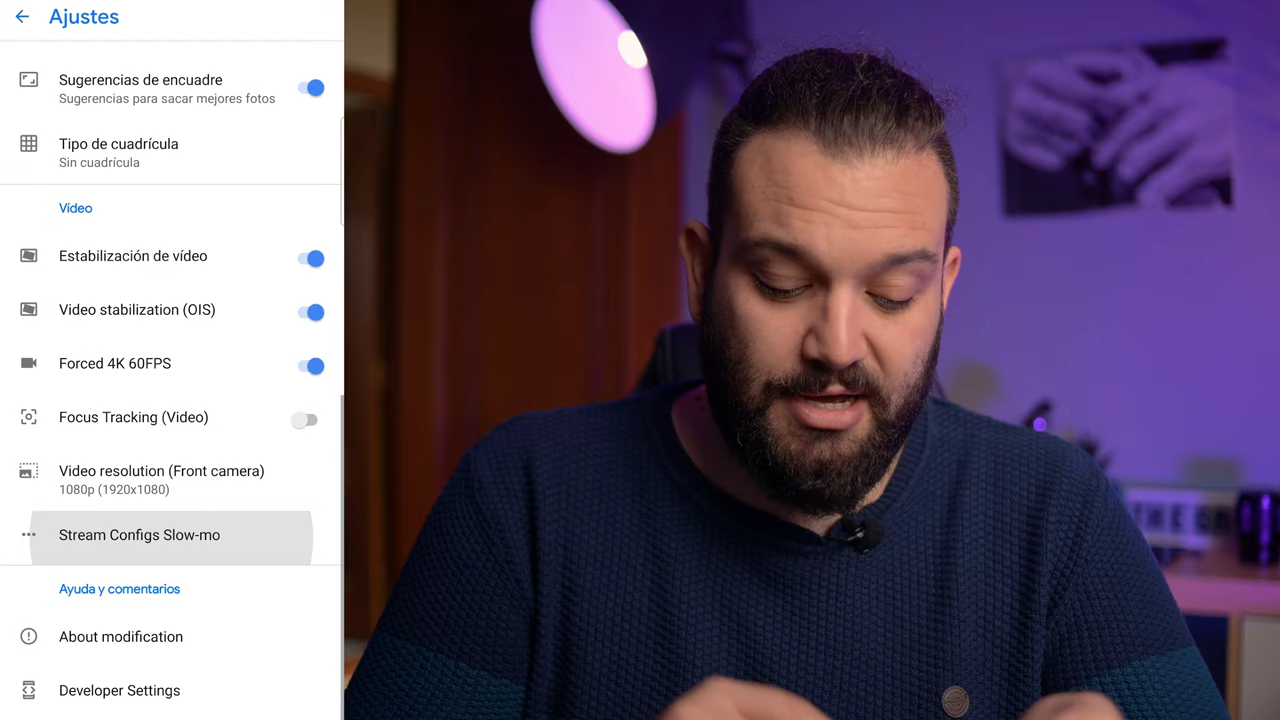 Ajustes
Sugerencias de encuadre
Sugerencias para sacar mejores fotos
Tipo de cuadrícula
Sin cuadrícula
Vídeo
Estabilización de vídeo
Video stabilization (OIS)
Forced 4K 60FPS
Focus Tracking (Video)
Video resolution (Front camera)
1080p (1920x1080)
Stream Configs Slow-mo
Ayuda y comentarios
About modification
Developer Settings
THE